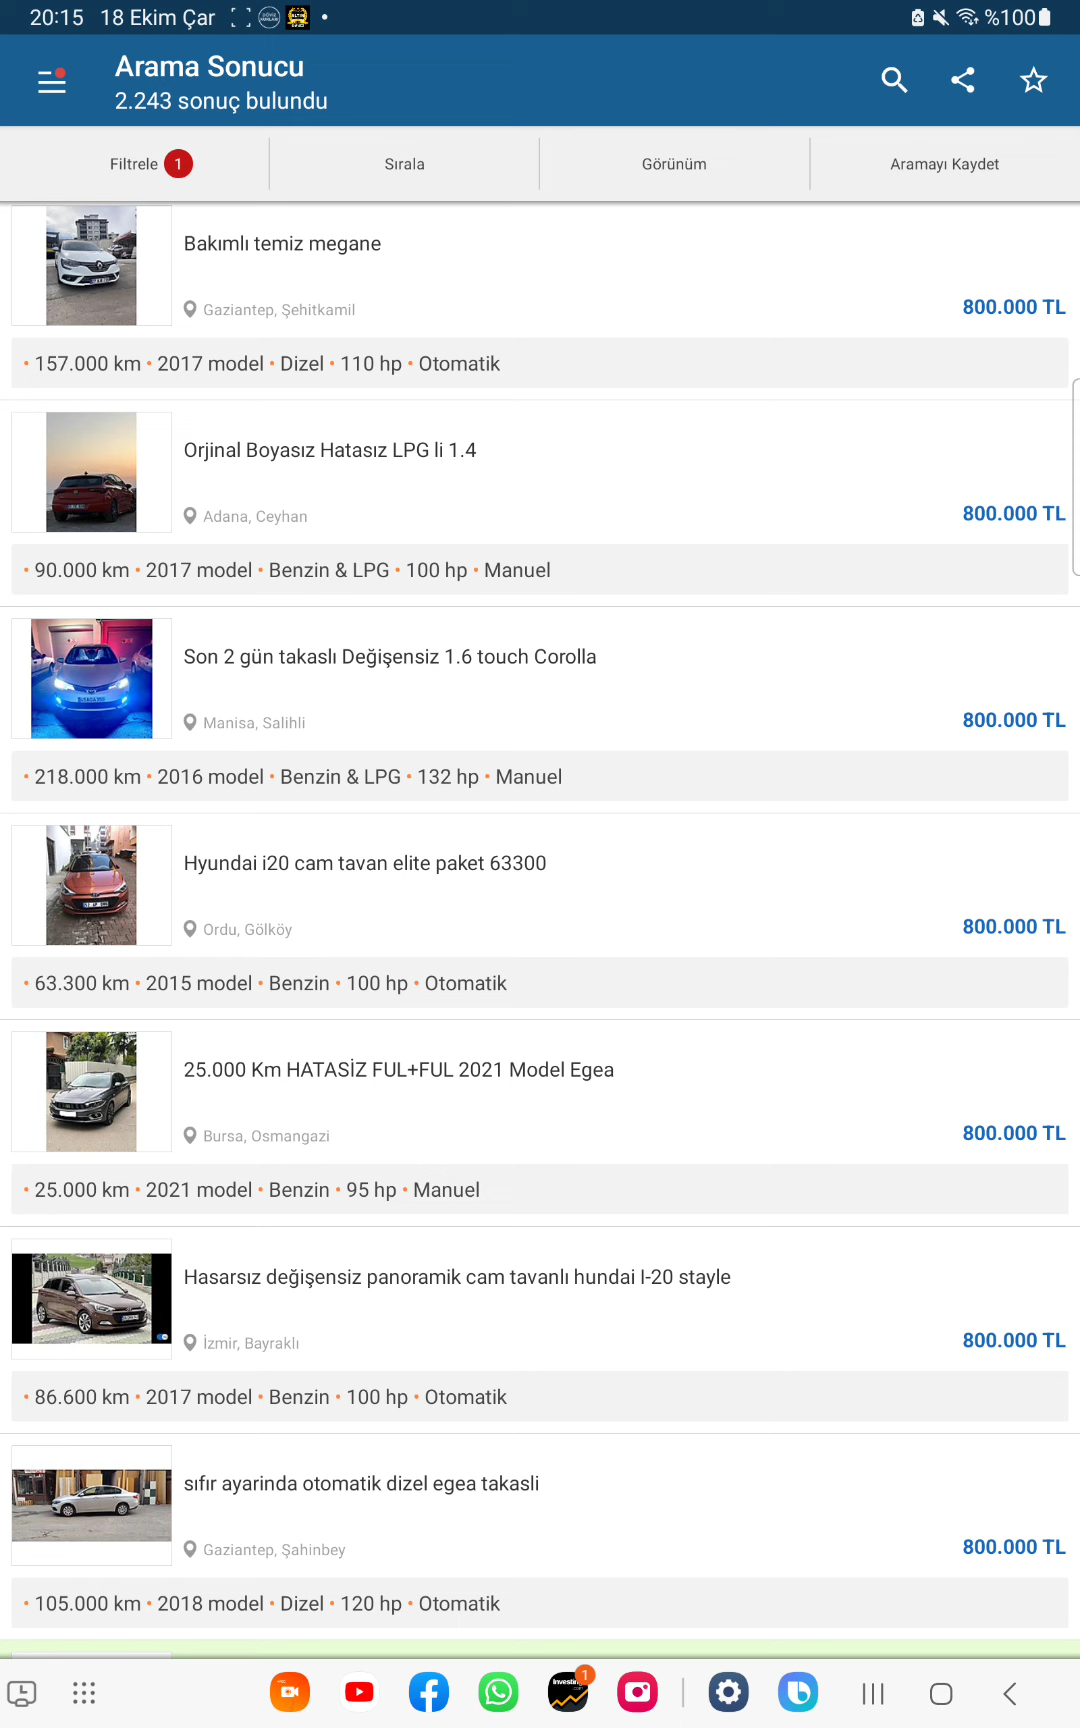 20:15 18 Ekim Çar %100
Arama Sonucu
2.243 sonuç bulundu
Filtrele 1 Sırala Görünüm Aramayı Kaydet
Bakımlı temiz megane
Gaziantep, Şehitkamil 800.000 TL
• 157.000 km • 2017 model • Dizel • 110 hp • Otomatik
Orjinal Boyasız Hatasız LPG li 1.4
Adana, Ceyhan 800.000 TL
• 90.000 km • 2017 model • Benzin & LPG • 100 hp • Manuel
Son 2 gün takaslı Değişensiz 1.6 touch Corolla
Manisa, Salihli 800.000 TL
• 218.000 km • 2016 model • Benzin & LPG • 132 hp • Manuel
Hyundai i20 cam tavan elite paket 63300
Ordu, Gölköy 800.000 TL
• 63.300 km • 2015 model • Benzin • 100 hp • Otomatik
25.000 Km HATASİZ FUL+FUL 2021 Model Egea
Bursa, Osmangazi 800.000 TL
• 25.000 km • 2021 model • Benzin • 95 hp • Manuel
Hasarsız değişensiz panoramik cam tavanlı hundai I-20 stayle
İzmir, Bayraklı 800.000 TL
• 86.600 km • 2017 model • Benzin • 100 hp • Otomatik
sıfır ayarinda otomatik dizel egea takasli
Gaziantep, Şahinbey 800.000 TL
• 105.000 km • 2018 model • Dizel • 120 hp • Otomatik
1